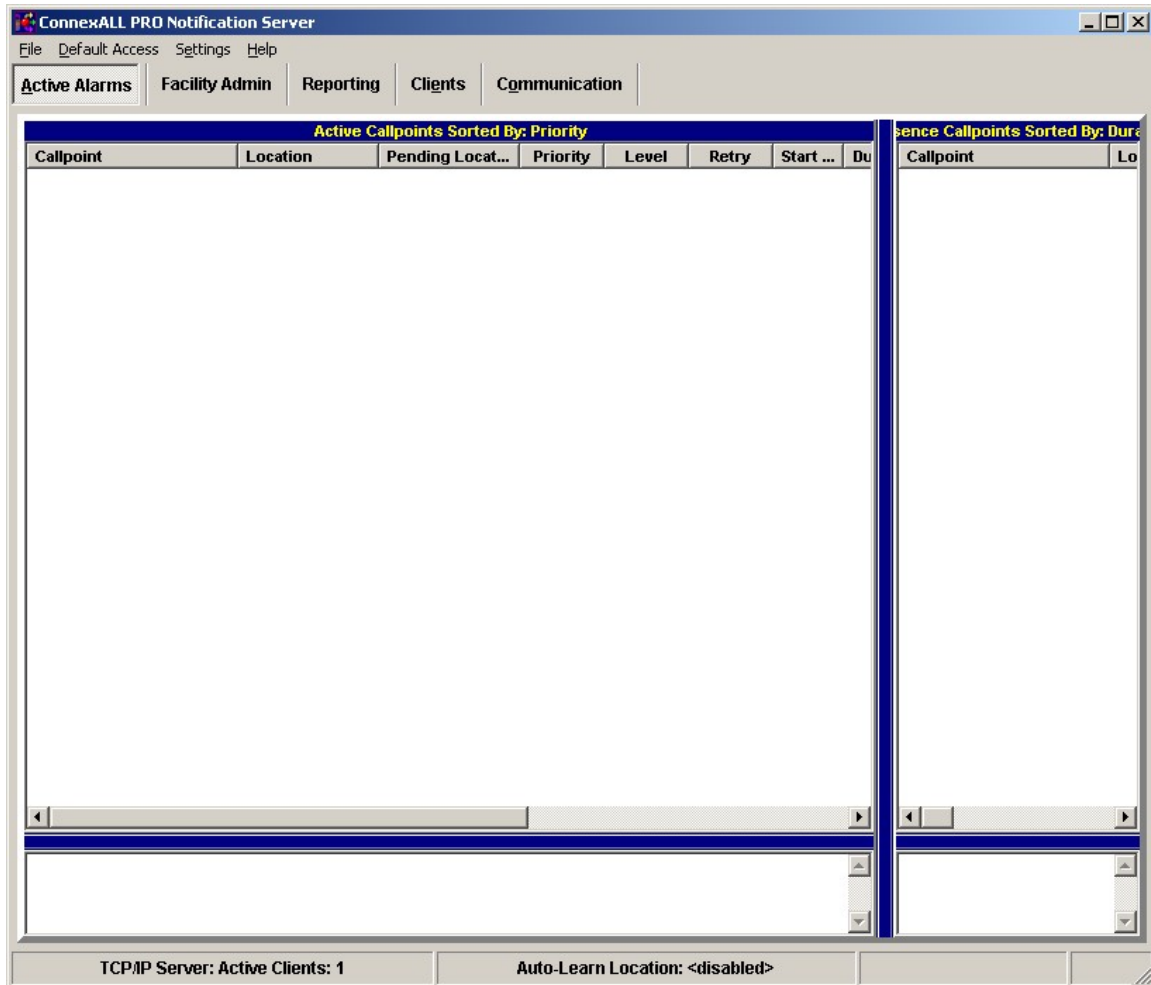 ConnexALL PRO Notification Server
File Default Access Settings Help
Active Alarms Facility Admin Reporting Clients Communication
Active Callpoints Sorted By: Priority
Callpoint Location Pending Locat... Priority Level Retry Start ... Du
sence Callpoints Sorted By: Dura
Callpoint Lo
TCP/IP Server: Active Clients: 1 Auto-Learn Location: <disabled>